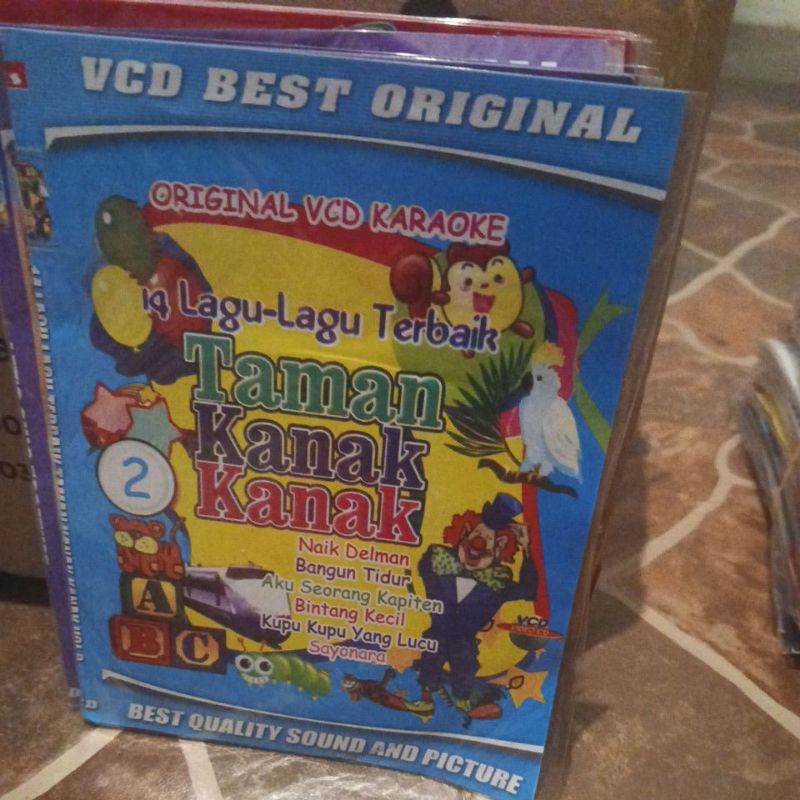 VCD BEST ORIGINAL
ORIGINAL VCD KARAOKE
14 Lagu-Lagu Terbaik
Taman
Kanak
Kanak
2
Naik Delman
Bangun Tidur
Aku Seorang Kapiten
Bintang Kecil
Kupu Kupu Yang Lucu
Sayonara
A
B C
VCD
BEST QUALITY SOUND AND PICTURE